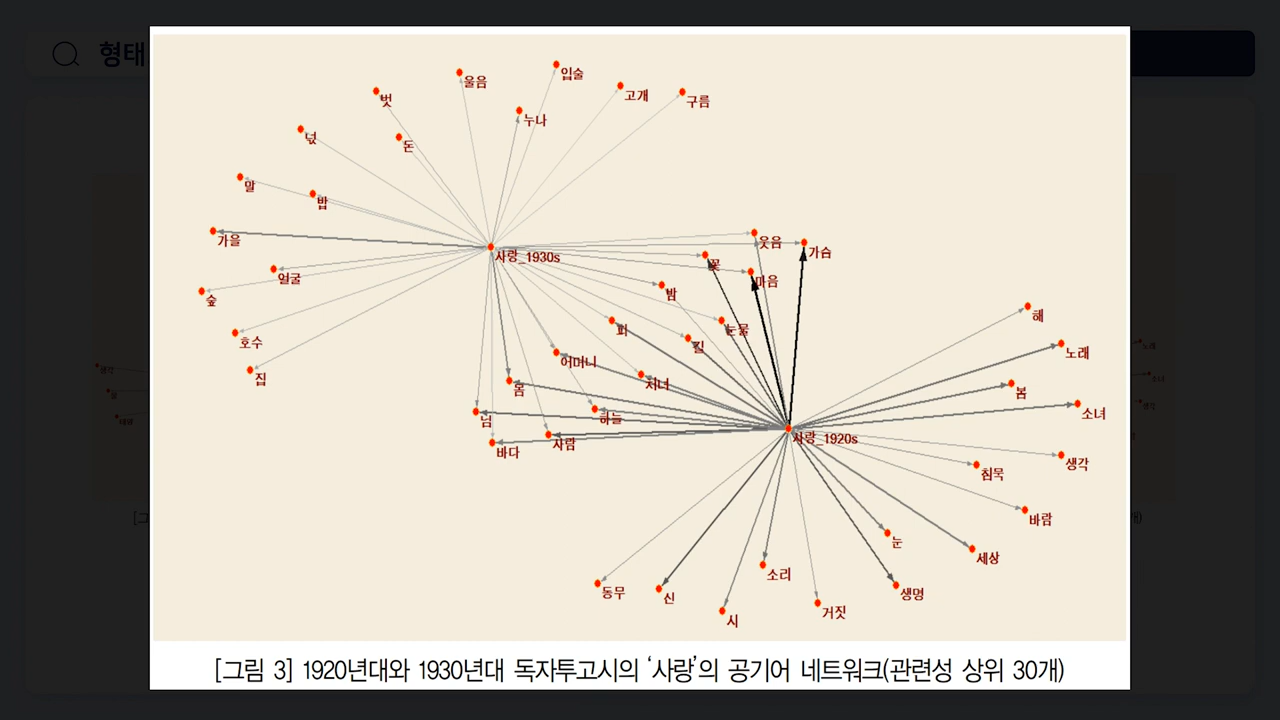 형태
입술
울음
벗
고개
구름
누나
넋
돈
말
밥
가을
웃음
가슴
사랑_1930s
꽃
얼굴
마음
밤
숲
해
피
눈물
호수
길
노래
어머니
집
처녀
봄
몸
소녀
님
하늘
사람
사랑_1920s
바다
생각
침묵
바람
눈
세상
소리
동무
신
생명
거짓
시
[그림 3] 1920년대와 1930년대 독자투고시의 '사랑'의 공기어 네트워크(관련성 상위 30개)